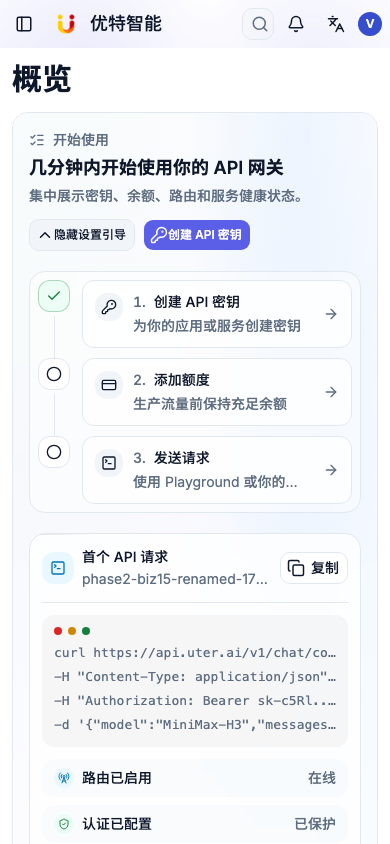 优特智能
V
概览
开始使用
几分钟内开始使用你的 API 网关
集中展示密钥、余额、路由和服务健康状态。
隐藏设置引导
创建 API 密钥
1. 创建 API 密钥
为你的应用或服务创建密钥
2. 添加额度
生产流量前保持充足余额
3. 发送请求
使用 Playground 或你的...
首个 API 请求
phase2-biz15-renamed-17...
复制
curl https://api.uter.ai/v1/chat/co...
-H "Content-Type: application/json"...
-H "Authorization: Bearer sk-c5Rl...…
-d '{"model":"MiniMax-H3","messages...
路由已启用
在线
认证已配置
已保护